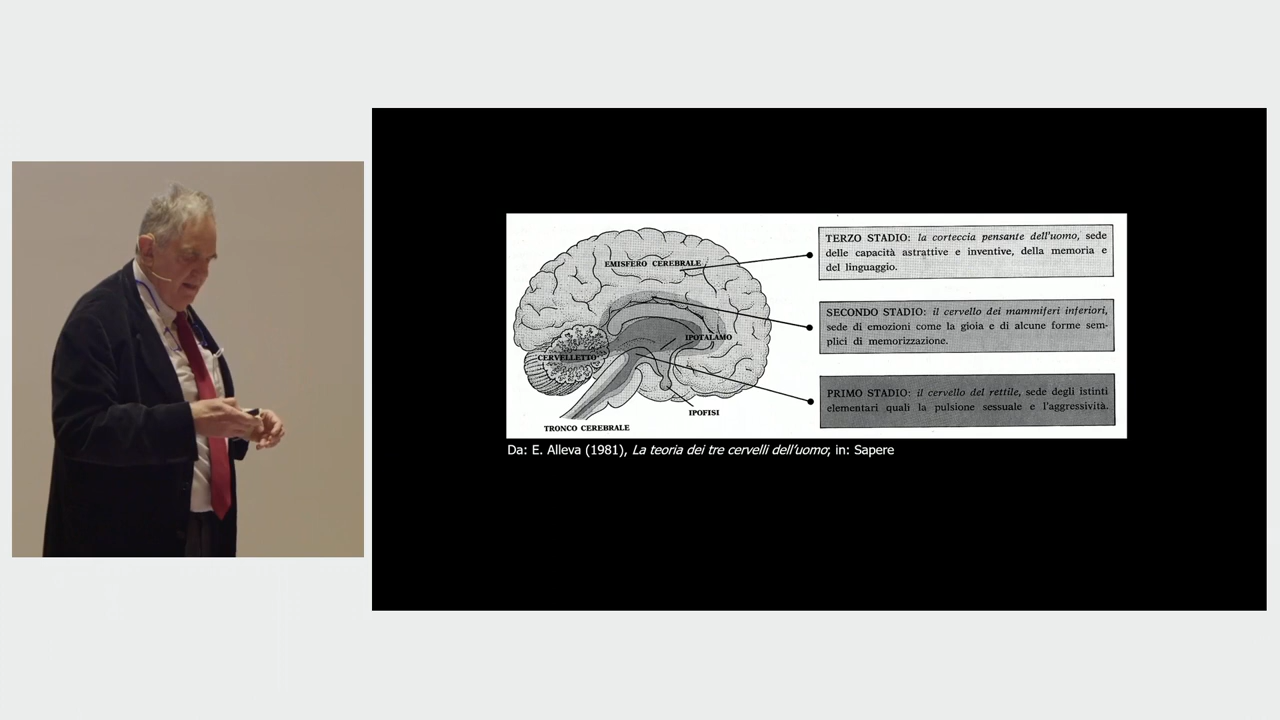 EMISFERO CEREBRALE
IPOTALAMO
CERVELLETTO
IPOFISI
TRONCO CEREBRALE
TERZO STADIO: la corteccia pensante dell'uomo, sede
delle capacità astrattive e inventive, della memoria e
del linguaggio.
SECONDO STADIO: il cervello dei mammiferi inferiori,
sede di emozioni come la gioia e di alcune forme sem-
plici di memorizzazione.
PRIMO STADIO: il cervello del rettile, sede degli istinti
elementari quali la pulsione sessuale e l'aggressività.
Da: E. Alleva (1981), La teoria dei tre cervelli dell'uomo, in: Sapere